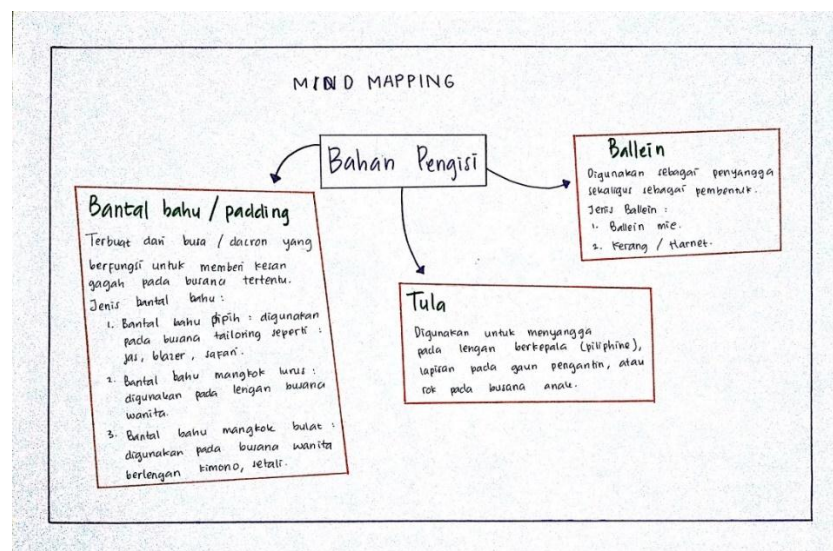 MIND MAPPING
Bahan Pengisi
Bantal bahu / padding
Terbuat dari busa / dacron yang
berfungsi untuk memberi kesan
gagah pada busana tertentu.
Jenis bantal bahu :
1. Bantal bahu pipih : digunakan
pada busana tailoring seperti :
jas, blazer, safari.
2. Bantal bahu mangkok lurus :
digunakan pada lengan busana
wanita.
3. Bantal bahu mangkok bulat :
digunakan pada busana wanita
berlengan kimono, setali.
Tula
Digunakan untuk menyangga
pada lengan berkepala (piliphine),
lapisan pada gaun pengantin, atau
rok pada busana anak.
Ballein
Digunakan sebagai penyangga
sekaligus sebagai pembentuk.
Jenis Ballein :
1. Ballein mie.
2. Kerang / Harnet.